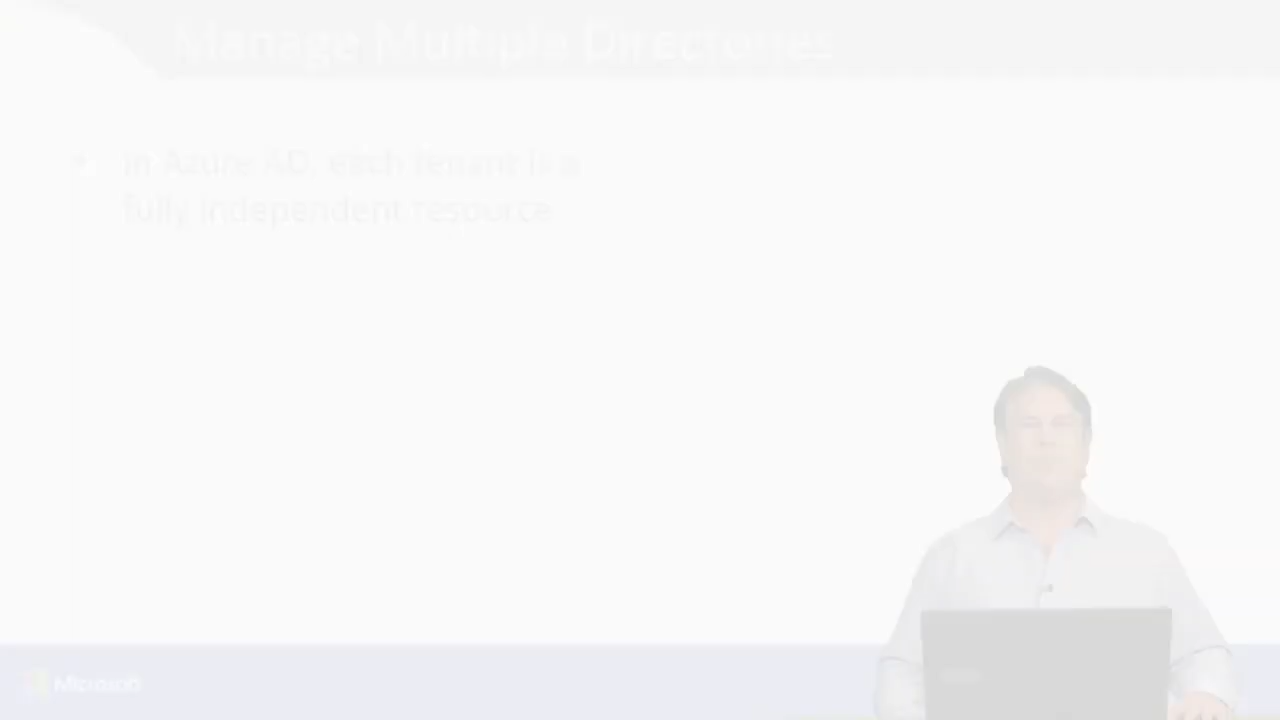 Manage Multiple Directories
• In Azure AD, each tenant is a
fully independent resource
Microsoft